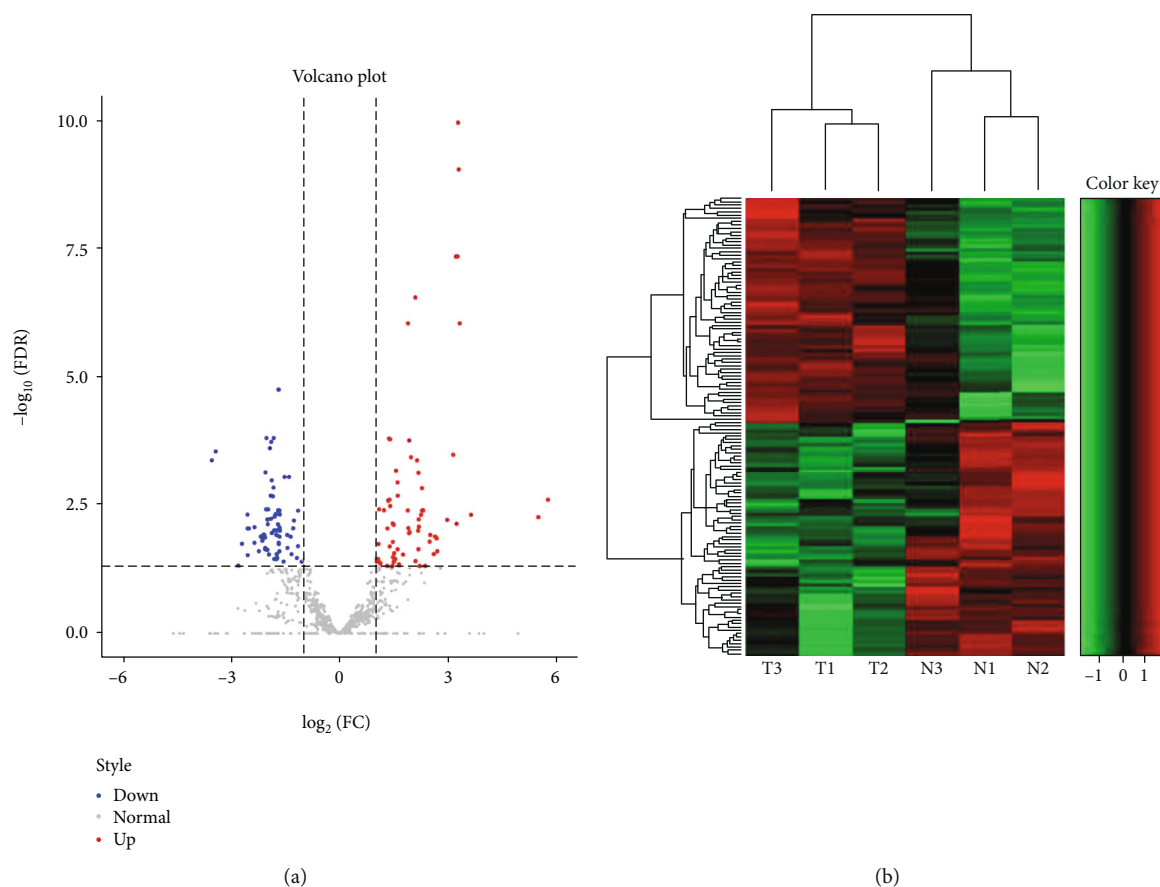 Volcano plot
10.0
7.5
5.0
2.5
0.0
−log10 (FDR)
−6
−3
0
3
6
log2 (FC)
Style
Down
Normal
Up
(a)
Color key
T3
T1
T2
N3
N1
N2
−1
0
1
(b)